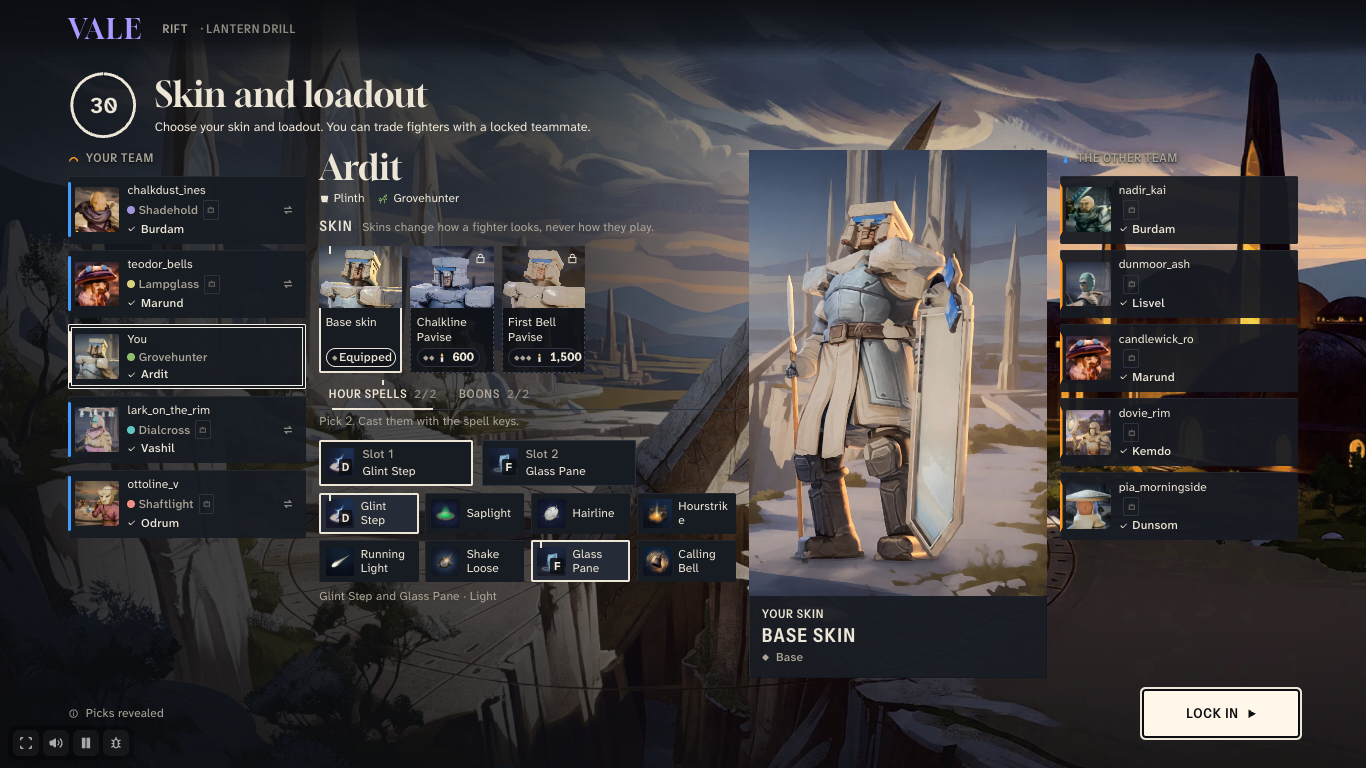 VALE
RIFT · LANTERN DRILL
30
Skin and loadout
Choose your skin and loadout. You can trade fighters with a locked teammate.
YOUR TEAM
chalkdust_ines
Shadehold
Burdam
teodor_bells
Lampglass
Marund
You
Grovehunter
Ardit
lark_on_the_rim
Dialcross
Vashil
ottoline_v
Shaftlight
Odrum
Ardit
Plinth Grovehunter
SKIN Skins change how a fighter looks, never how they play.
Base skin
Equipped
Chalkline
Pavise
600
First Bell
Pavise
1,500
HOUR SPELLS 2/2 BOONS 2/2
Pick 2. Cast them with the spell keys.
D
Slot 1
Glint Step
F
Slot 2
Glass Pane
D
Glint
Step
Saplight
Hairline
Hourstrik
e
Running
Light
Shake
Loose
F
Glass
Pane
Calling
Bell
Glint Step and Glass Pane · Light
YOUR SKIN
BASE SKIN
Base
THE OTHER TEAM
nadir_kai
Burdam
dunmoor_ash
Lisvel
candlewick_ro
Marund
dovie_rim
Kemdo
pia_morningside
Dunsom
Picks revealed
LOCK IN